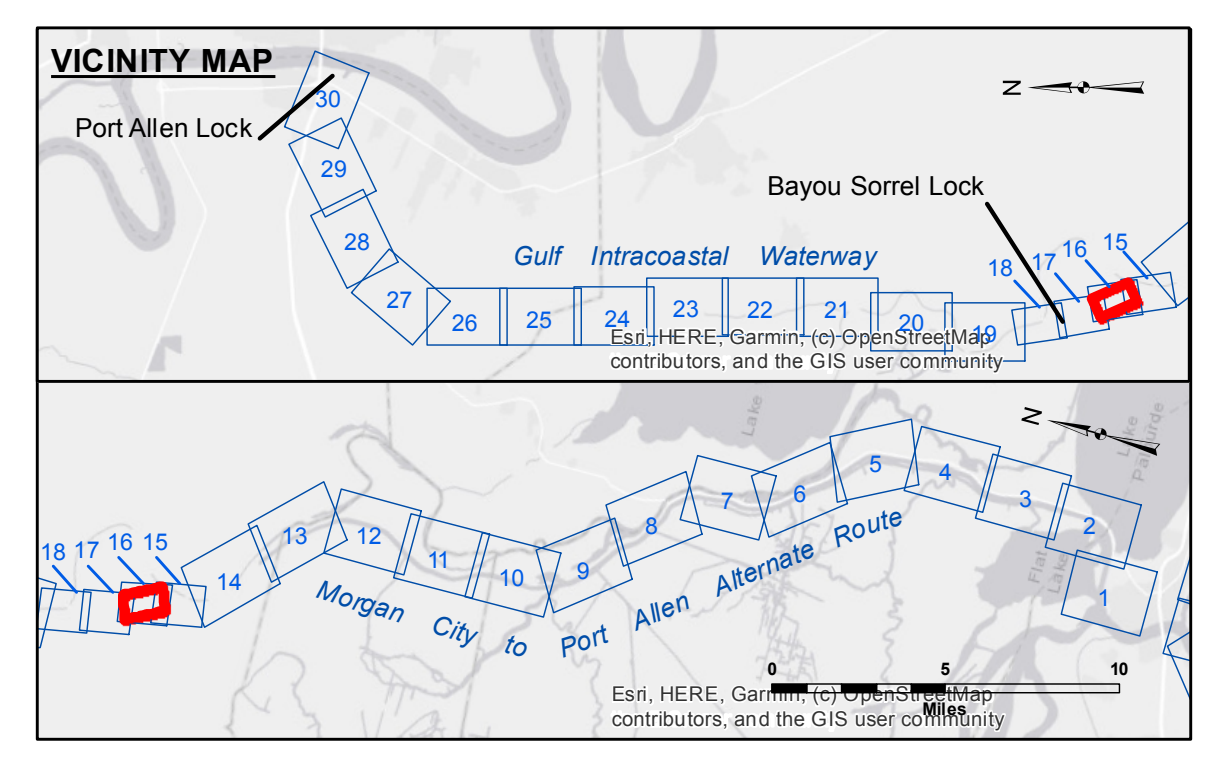 VICINITY MAP
N
30
Port Allen Lock
29
Bayou Sorrel Lock
28
Gulf Intracoastal Waterway
18 17 16 15
27 26 25 24 23 22 21 20 19
Esri, HERE, Garmin, (c) OpenStreetMap
contributors, and the GIS user community
Lake
N
Lake
Palourde
5 4
7 6
3
8
2
13 12
18 17 16 15
11
14
10
9
Flat
Lake
1
Morgan City to Port Allen Alternate Route
0 5 10
Miles
Esri, HERE, Garmin, (c) OpenStreetMap
contributors, and the GIS user community